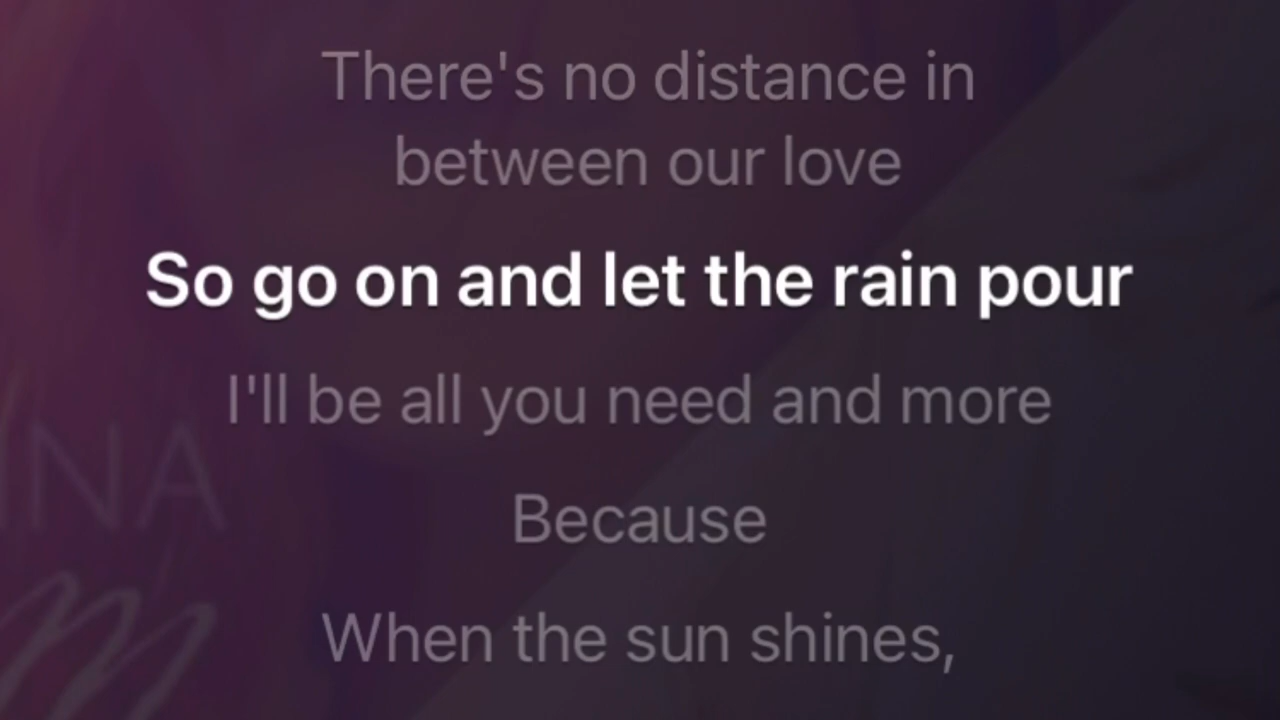 There's no distance in
between our love
So go on and let the rain pour
I'll be all you need and more
Because
When the sun shines,
INA
m